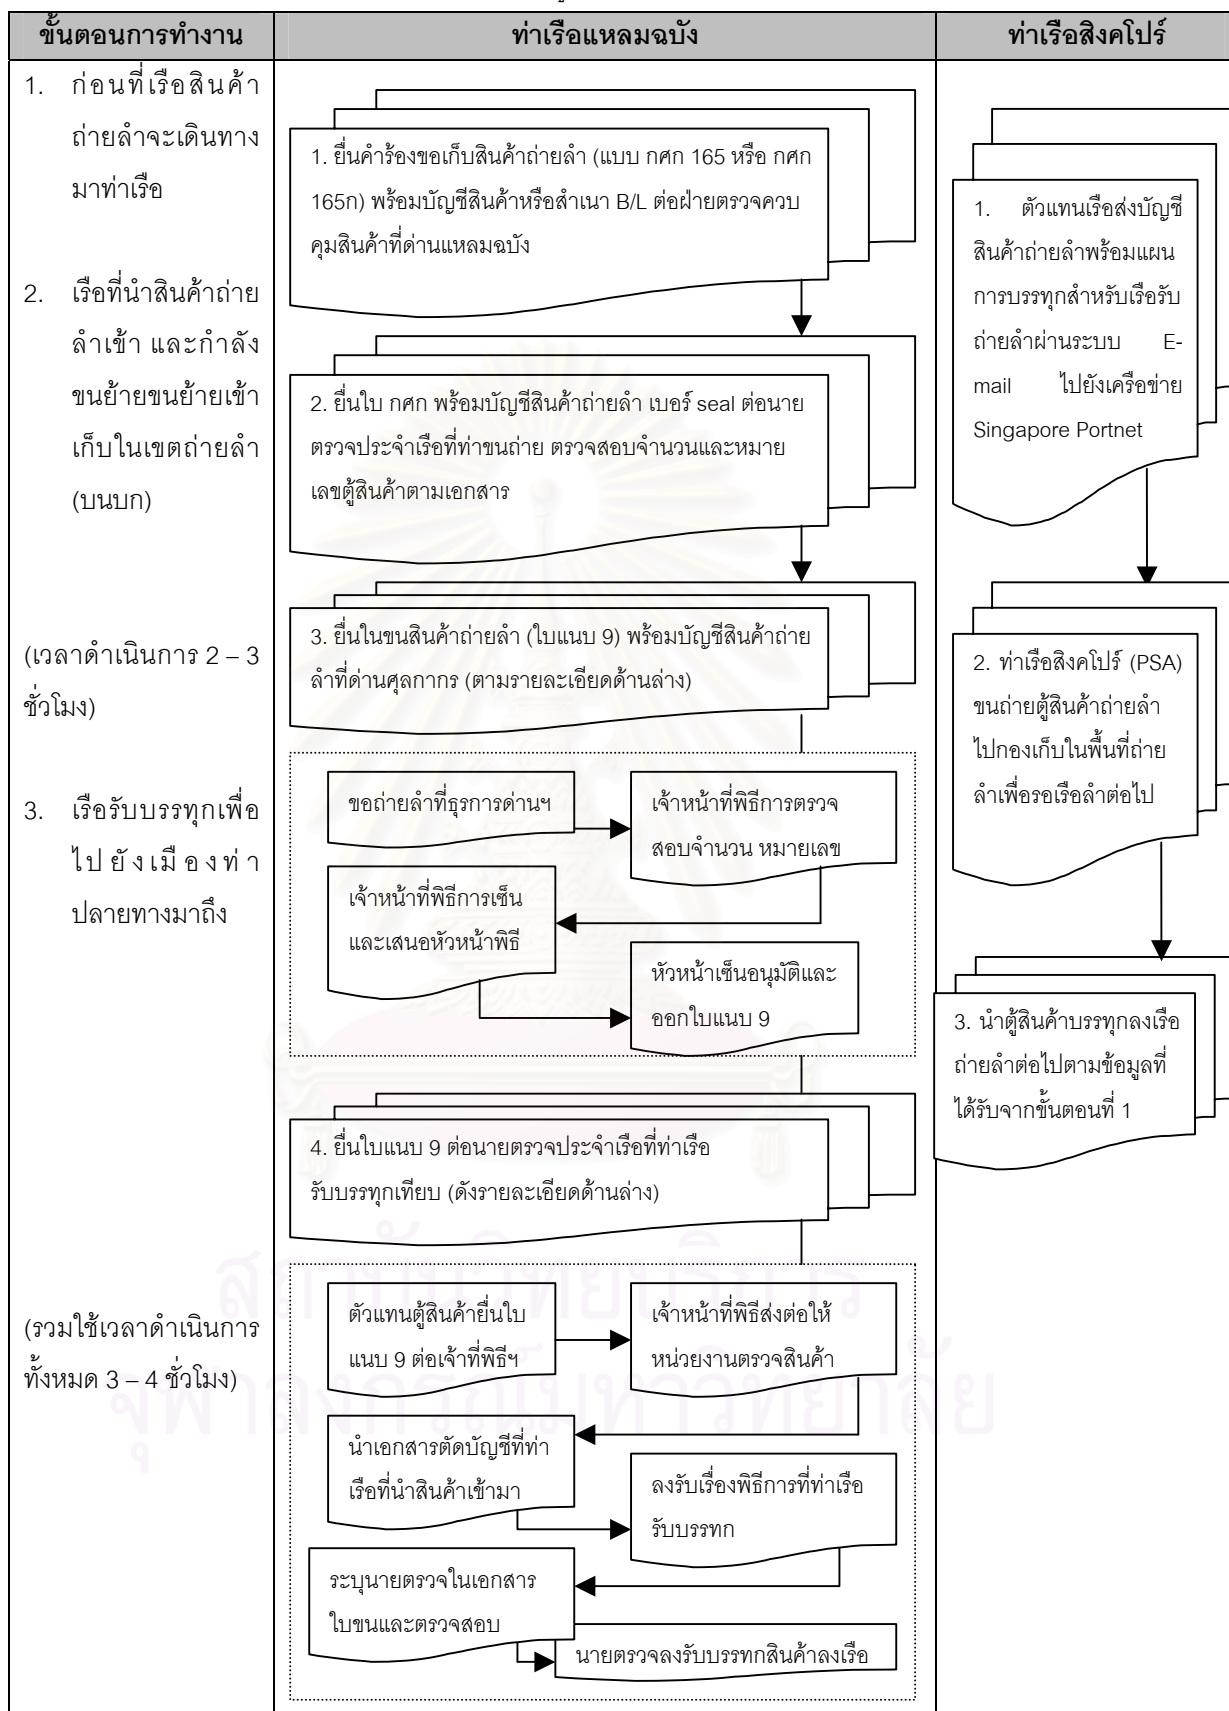 ขั้นตอนการทำงาน
ท่าเรือแหลมฉบัง
ท่าเรือสิงคโปร์
1. ก่อนที่เรือสินค้า
ถ่ายลำจะเดินทาง
มาท่าเรือ
2. เรือที่นำสินค้าถ่าย
ลำเข้า และกำลัง
ขนย้ายขนย้ายเข้า
เก็บในเขตถ่ายลำ
(บนบก)
(เวลาดำเนินการ 2 – 3
ชั่วโมง)
3. เรือรับบรรทุกเพื่อ
ไปยังเมืองท่า
ปลายทางมาถึง
(รวมใช้เวลาดำเนินการ
ทั้งหมด 3 – 4 ชั่วโมง)
1. ยื่นคำร้องขอเก็บสินค้าถ่ายลำ (แบบ กศก 165 หรือ กศก
165ก) พร้อมบัญชีสินค้าหรือสำเนา B/L ต่อฝ่ายตรวจควบ
คุมสินค้าที่ด่านแหลมฉบัง
2. ยื่นใบ กศก พร้อมบัญชีสินค้าถ่ายลำ เบอร์ seal ต่อนาย
ตรวจประจำเรือที่ท่าขนถ่าย ตรวจสอบจำนวนและหมาย
เลขตู้สินค้าตามเอกสาร
3. ยื่นในขนสินค้าถ่ายลำ (ใบแนบ 9) พร้อมบัญชีสินค้าถ่าย
ลำที่ด่านศุลกากร (ตามรายละเอียดด้านล่าง)
ขอถ่ายลำที่ธุรการด่านฯ
เจ้าหน้าที่พิธีการตรวจ
สอบจำนวน หมายเลข
เจ้าหน้าที่พิธีการเซ็น
และเสนอหัวหน้าพิธี
หัวหน้าเซ็นอนุมัติและ
ออกใบแนบ 9
4. ยื่นใบแนบ 9 ต่อนายตรวจประจำเรือที่ท่าเรือ
รับบรรทุกเทียบ (ดังรายละเอียดด้านล่าง)
ตัวแทนตู้สินค้ายื่นใบ
แนบ 9 ต่อเจ้าที่พิธีฯ
เจ้าหน้าที่พิธีส่งต่อให้
หน่วยงานตรวจสินค้า
นำเอกสารตัดบัญชีที่ท่า
เรือที่นำสินค้าเข้ามา
ลงรับเรื่องพิธีการที่ท่าเรือ
รับบรรทก
ระบุนายตรวจในเอกสาร
ใบขนและตรวจสอบ
นายตรวจลงรับบรรทกสินค้าลงเรือ
1. ตัวแทนเรือส่งบัญชี
สินค้าถ่ายลำพร้อมแผน
การบรรทุกสำหรับเรือรับ
ถ่ายลำผ่านระบบ E-
mail ไปยังเครือข่าย
Singapore Portnet
2. ท่าเรือสิงคโปร์ (PSA)
ขนถ่ายตู้สินค้าถ่ายลำ
ไปกองเก็บในพื้นที่ถ่าย
ลำเพื่อรอเรือลำต่อไป
3. นำตู้สินค้าบรรทุกลงเรือ
ถ่ายลำต่อไปตามข้อมูลที่
ได้รับจากขั้นตอนที่ 1
สถาบันวิทยบริการ
จุฬาลงกรณ์มหาวิทยาลัย